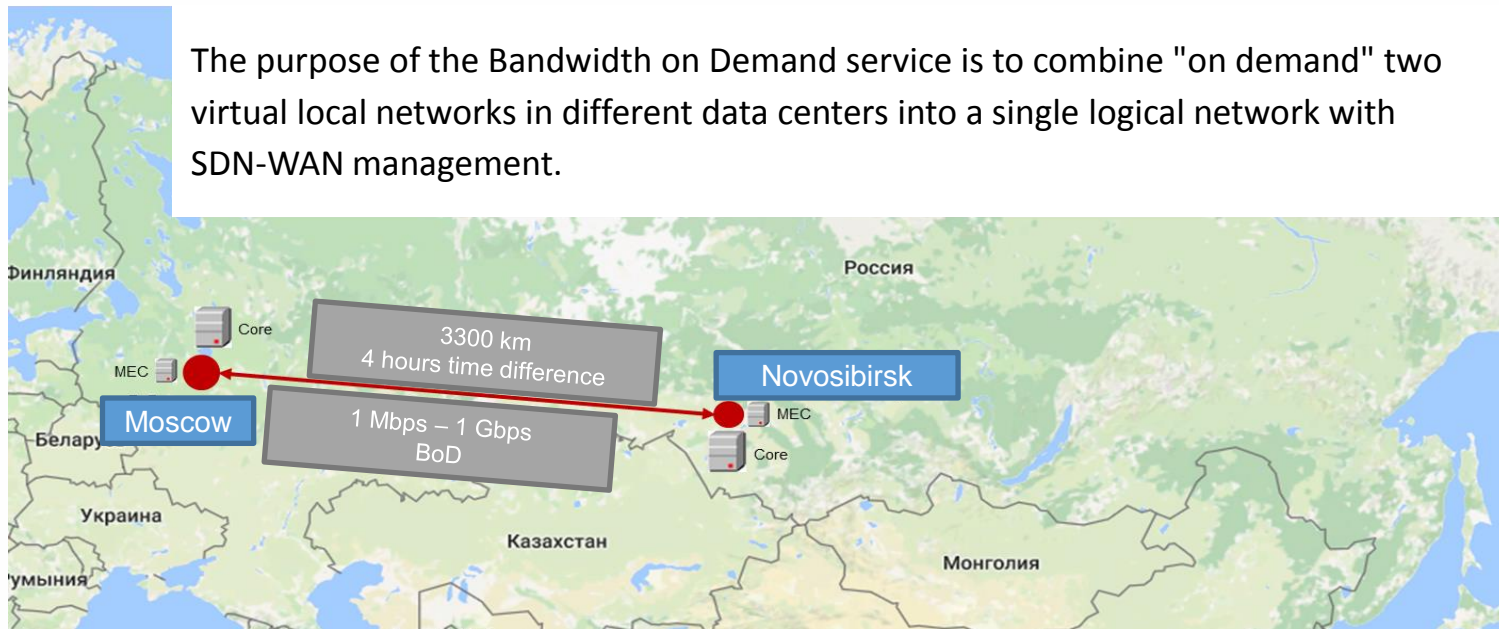 The purpose of the Bandwidth on Demand service is to combine "on demand" two
virtual local networks in different data centers into a single logical network with
SDN-WAN management.
Финляндия
Россия
Core
3300 km
4 hours time difference
MEC
Novosibirsk
Moscow
1 Mbps – 1 Gbps
BoD
MEC
Core
Белару
Украина
Казахстан
Монголия
умыния